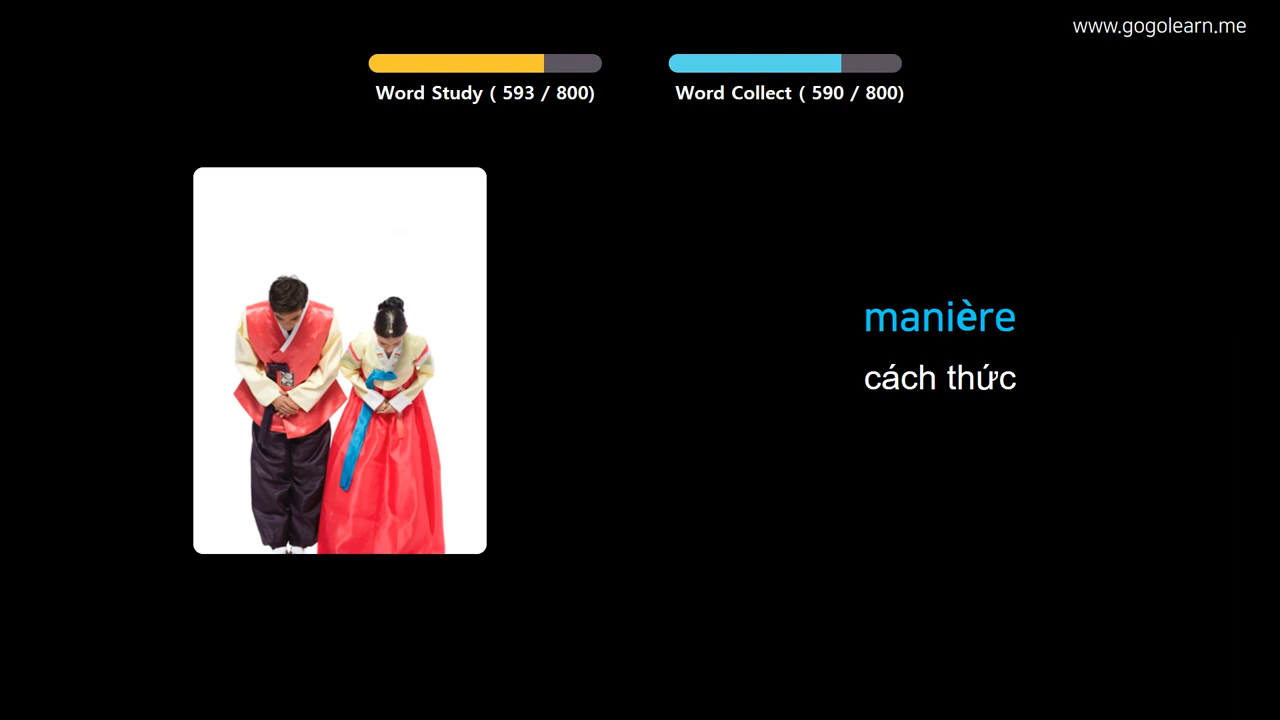 www.gogolearn.me
Word Study ( 593 / 800)
Word Collect ( 590 / 800)
manière
cách thức